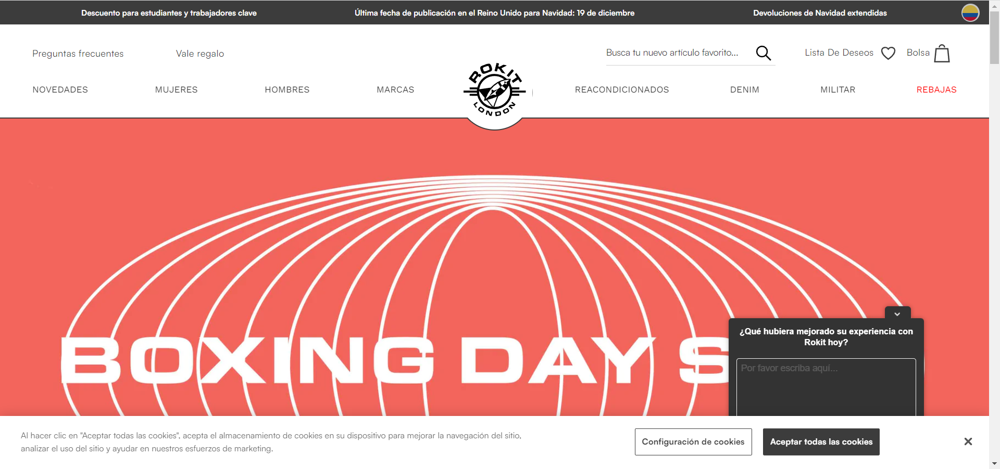 Descuento para estudiantes y trabajadores clave
Última fecha de publicación en el Reino Unido para Navidad: 19 de diciembre
Devoluciones de Navidad extendidas
Preguntas frecuentes
Vale regalo
Busca tu nuevo artículo favorito...
Lista De Deseos
Bolsa
NOVEDADES
MUJERES
HOMBRES
MARCAS
ROKIT
LONDON
REACONDICIONADOS
DENIM
MILITAR
REBAJAS
BOXING DAY S
¿Qué hubiera mejorado su experiencia con
Rokit hoy?
Por favor escriba aquí...
Al hacer clic en "Aceptar todas las cookies", acepta el almacenamiento de cookies en su dispositivo para mejorar la navegación del sitio,
analizar el uso del sitio y ayudar en nuestros esfuerzos de marketing.
Configuración de cookies
Aceptar todas las cookies